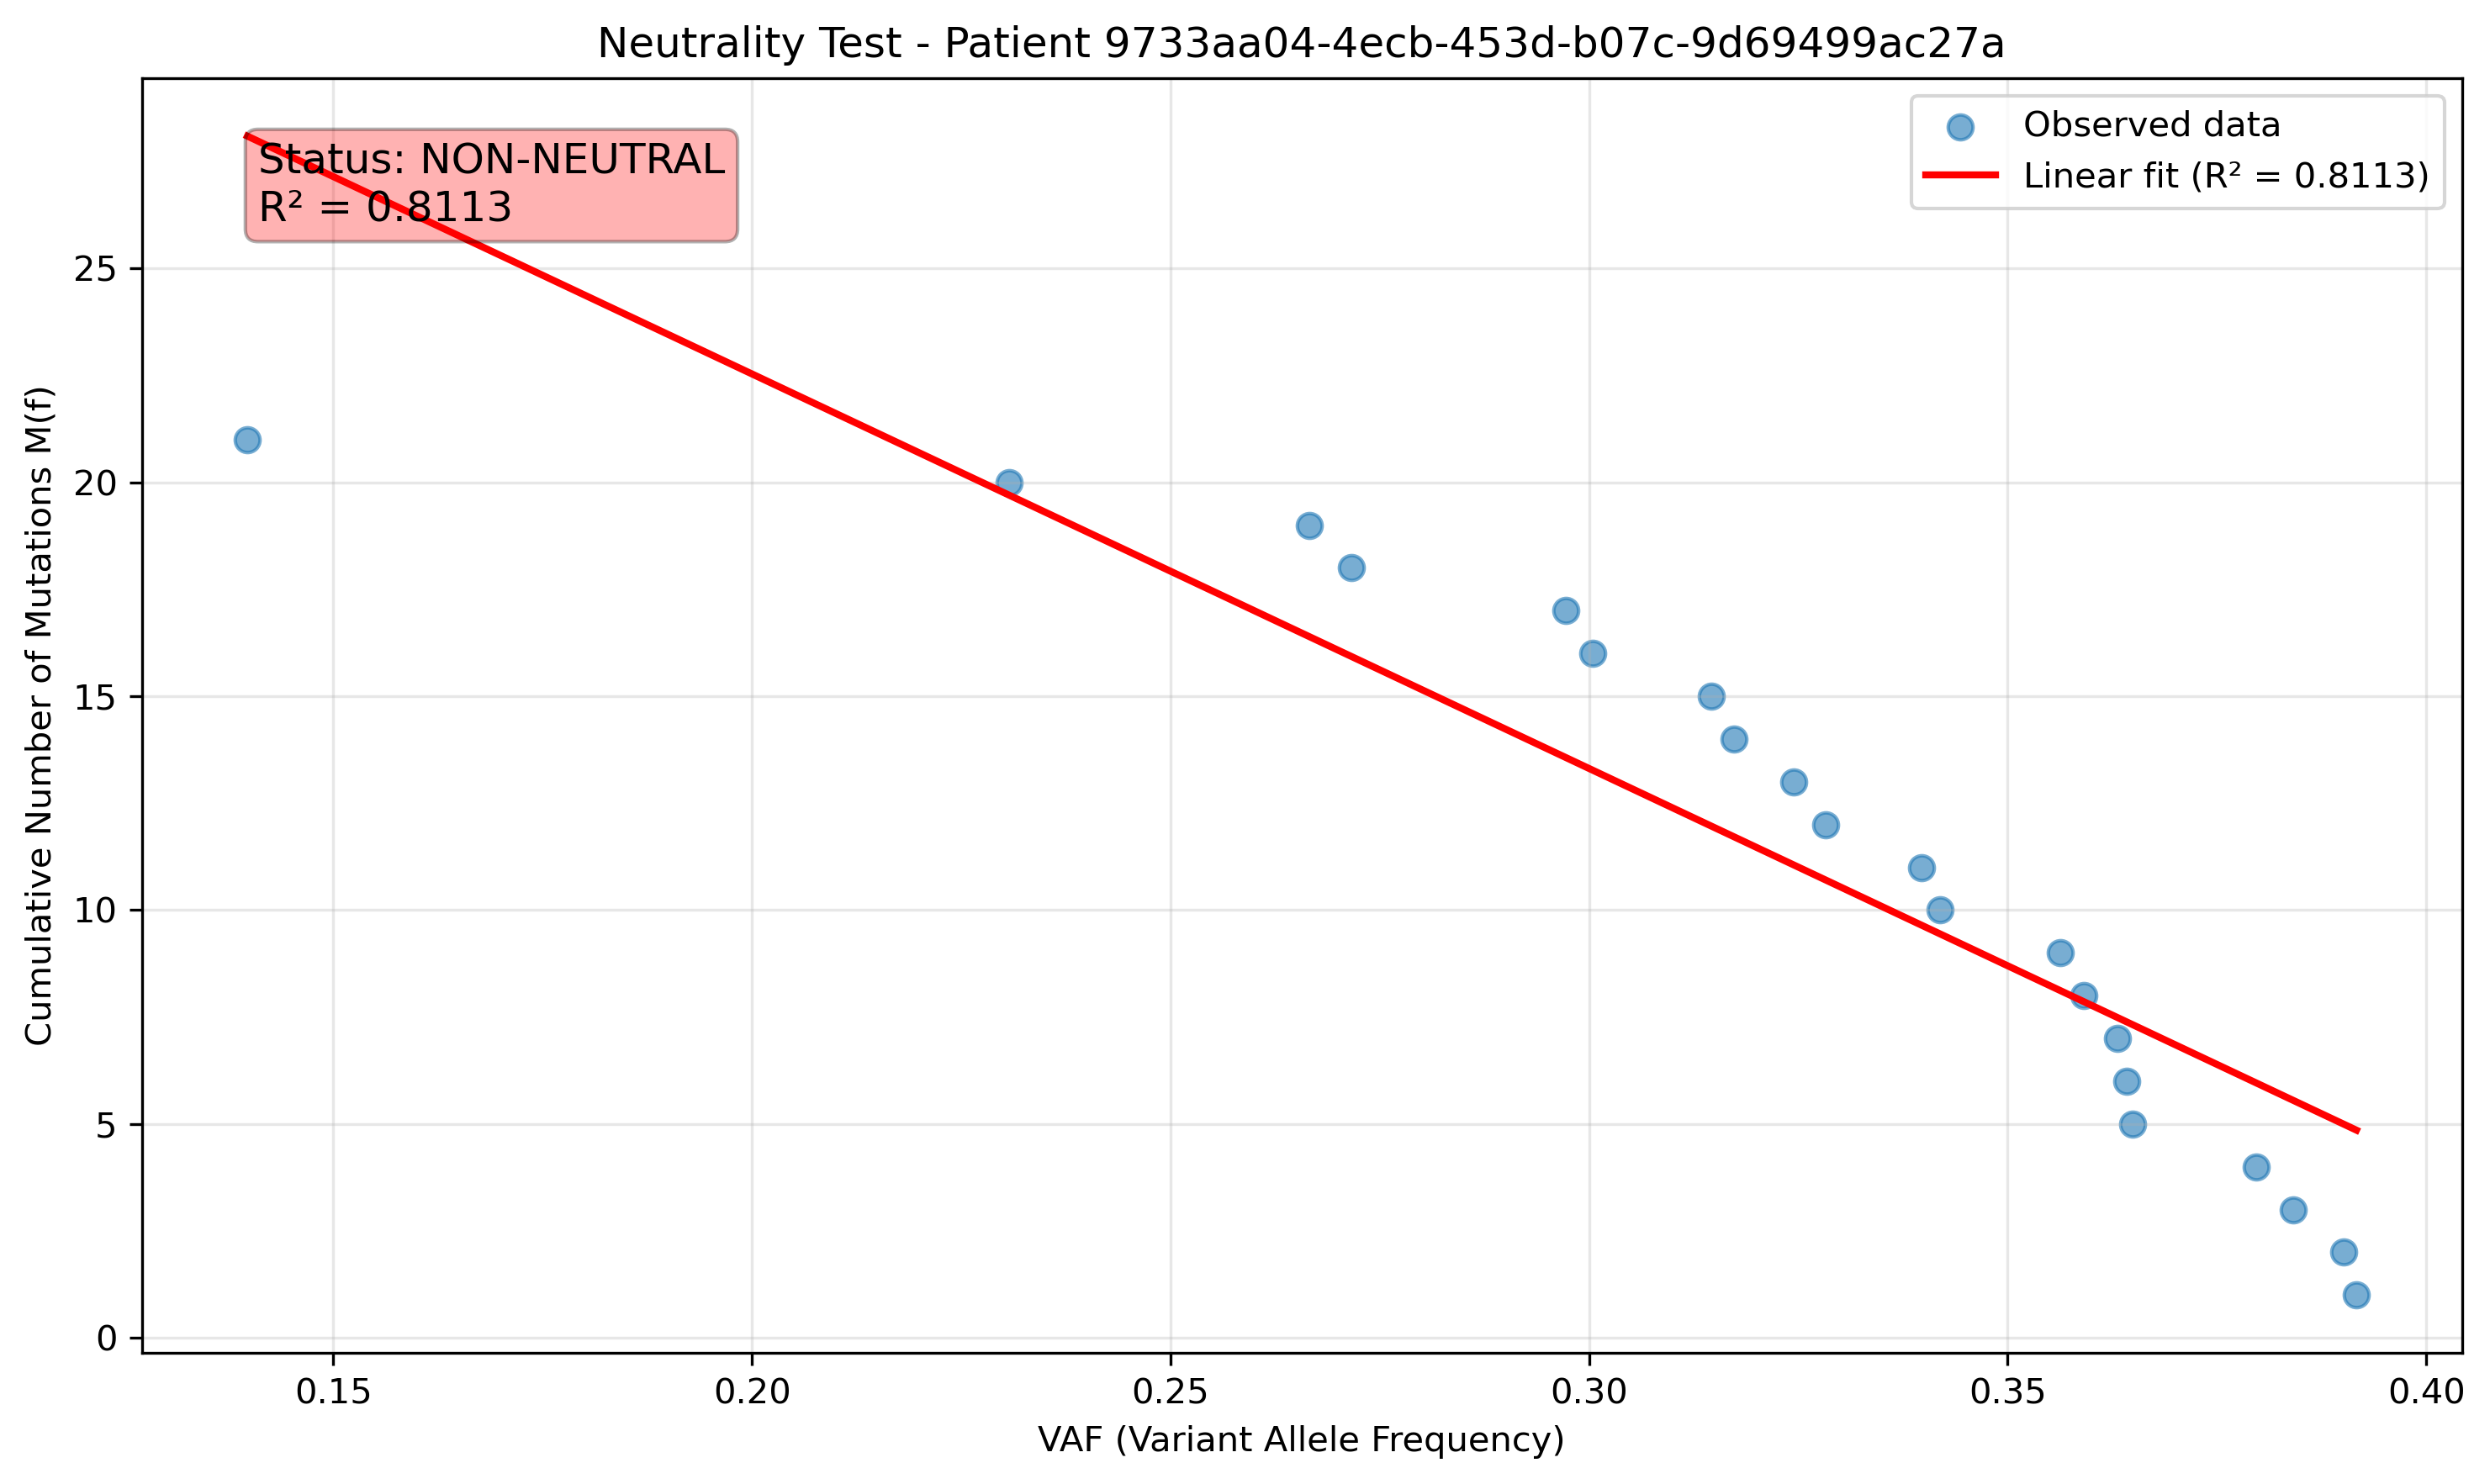 Neutrality Test - Patient 9733aa04-4ecb-453d-b07c-9d69499ac27a
Status: NON-NEUTRAL
R² = 0.8113
Observed data
Linear fit (R² = 0.8113)
Cumulative Number of Mutations M(f)
25
20
15
10
5
0
0.15
0.20
0.25
0.30
0.35
0.40
VAF (Variant Allele Frequency)